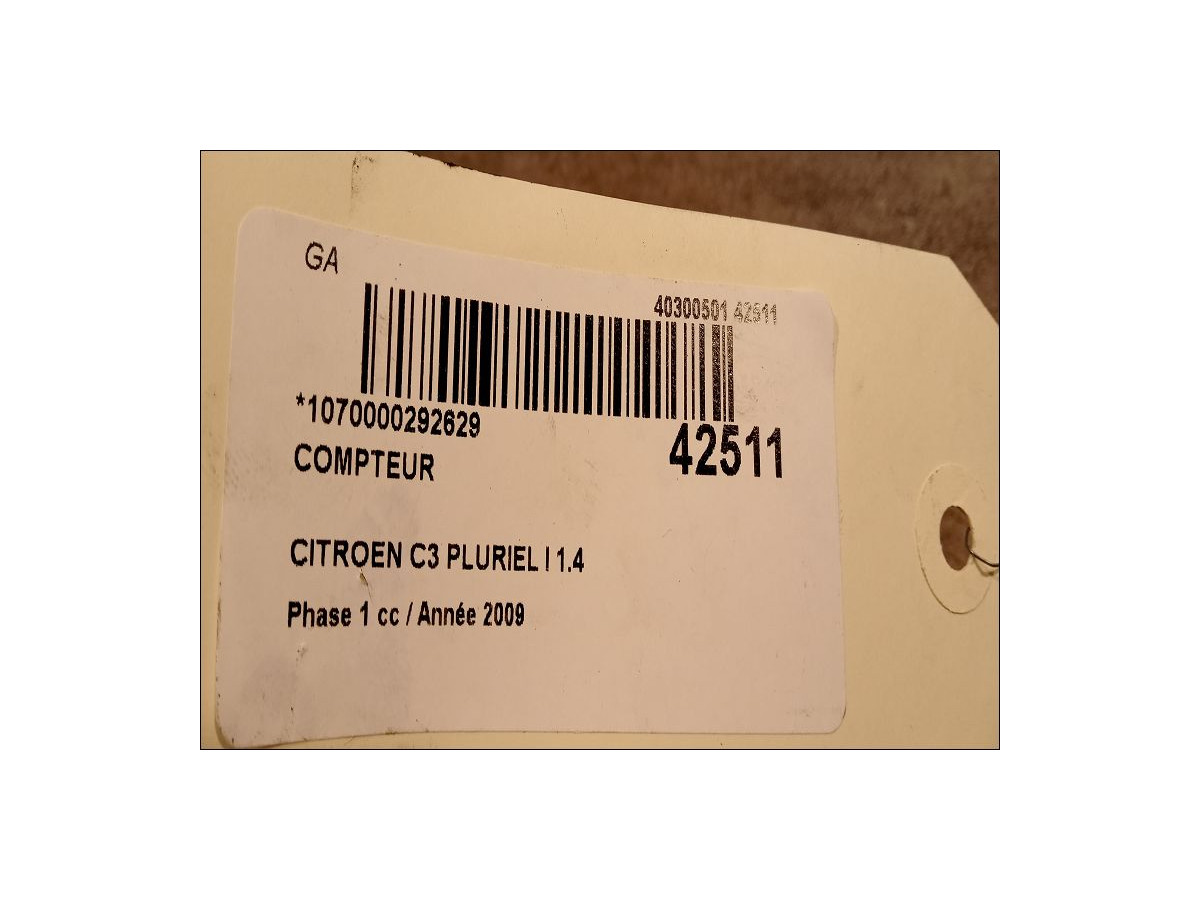 GA
40300501 42511
*1070000292629
42511
COMPTEUR
CITROEN C3 PLURIEL I 1.4
Phase 1 cc / Année 2009